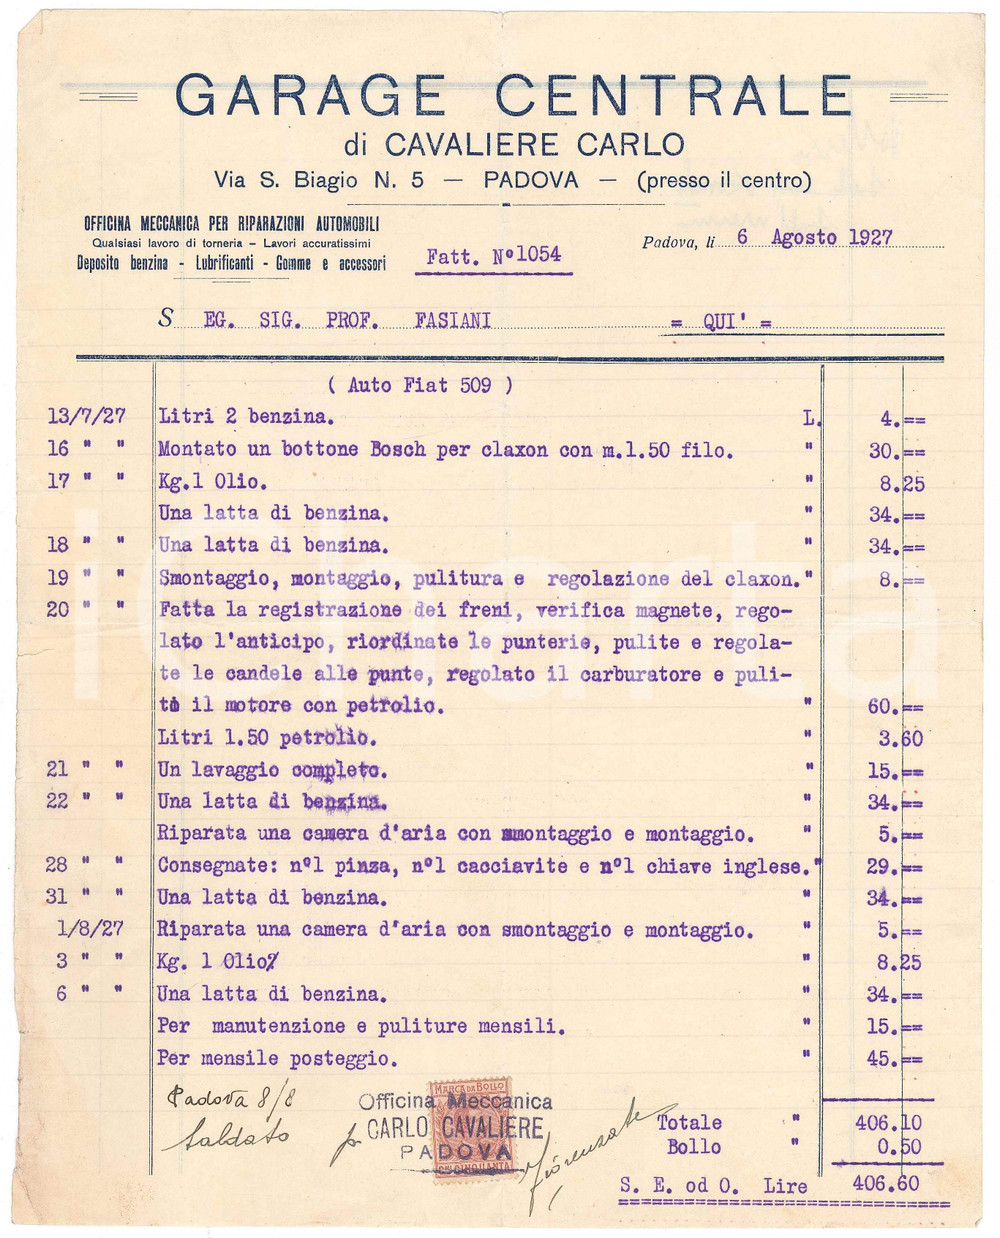 GARAGE CENTRALE
di CAVALIERE CARLO
Via S. Biagio N. 5 — PADOVA — (presso il centro)
OFFICINA MECCANICA PER RIPARAZIONI AUTOMOBILI
Qualsiasi lavoro di torneria - Lavori accuratissimi
Deposito benzina - Lubrificanti - Gomme e accessori
Fatt. N°1054
Padova, li 6 Agosto 1927
S EG. SIG. PROF. FASIANI = QUI' =
( Auto Fiat 509 )
13/7/27 Litri 2 benzina. L. 4.==
16 " " Montato un bottone Bosch per claxon con m.1.50 filo. " 30.==
17 " " Kg.1 Olio. " 8.25
Una latta di benzina. " 34.==
18 " " Una latta di benzina. " 34.==
19 " " Smontaggio, montaggio, pulitura e regolazione del claxon." 8.==
20 " " Fatta la registrazione dei freni, verifica magnete, rego-
lato l'anticipo, riordinate le punterie, pulite e regola-
te le candele alle punte, regolato il carburatore e puli-
to il motore con petrolio. " 60.==
Litri 1.50 petrolio. " 3.60
21 " " Un lavaggio completo. " 15.==
22 " " Una latta di benzina. " 34.==
Riparata una camera d'aria con smontaggio e montaggio. " 5.==
28 " " Consegnate: n°1 pinza, n°1 cacciavite e n°1 chiave inglese." 29.==
31 " " Una latta di benzina. " 34.==
1/8/27 Riparata una camera d'aria con smontaggio e montaggio. " 5.==
3 " " Kg. 1 Olio. " 8.25
6 " " Una latta di benzina. " 34.==
Per manutenzione e puliture mensili. " 15.==
Per mensile posteggio. " 45.==
Padova 8/8
Saldato
MARCA DA BOLLO
Officina Meccanica
p. CARLO CAVALIERE
PADOVA
CMI CINQUANTA
Totale " 406.10
Bollo " 0.50
S. E. od O. Lire 406.60